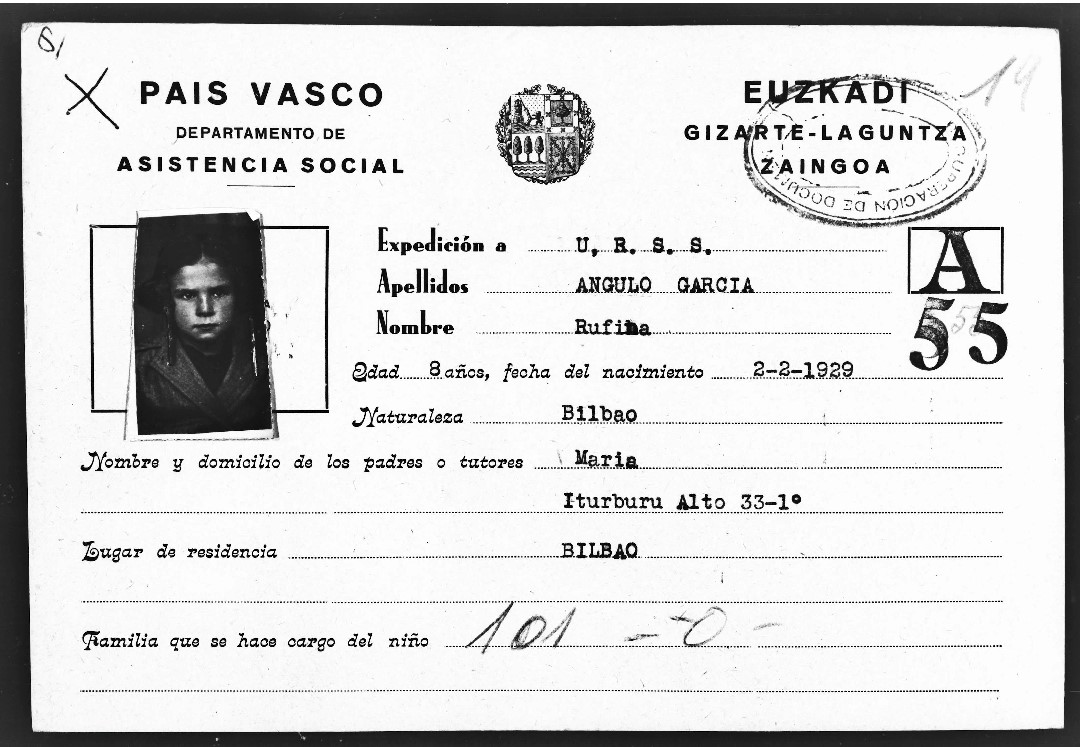 61
X
PAIS VASCO
DEPARTAMENTO DE
ASISTENCIA SOCIAL
EUZKADI
GIZARTE-LAGUNTZA
ZAINGOA
19
Expedición a U. R. S. S.
Apellidos ANGULO GARCIA
Nombre Rufina
A
55
Edad 8 años, fecha del nacimiento 2-2-1929
Naturaleza Bilbao
Nombre y domicilio de los padres o tutores Maria
Iturburu Alto 33-1º
Lugar de residencia BILBAO
Familia que se hace cargo del niño 101 - 0 -